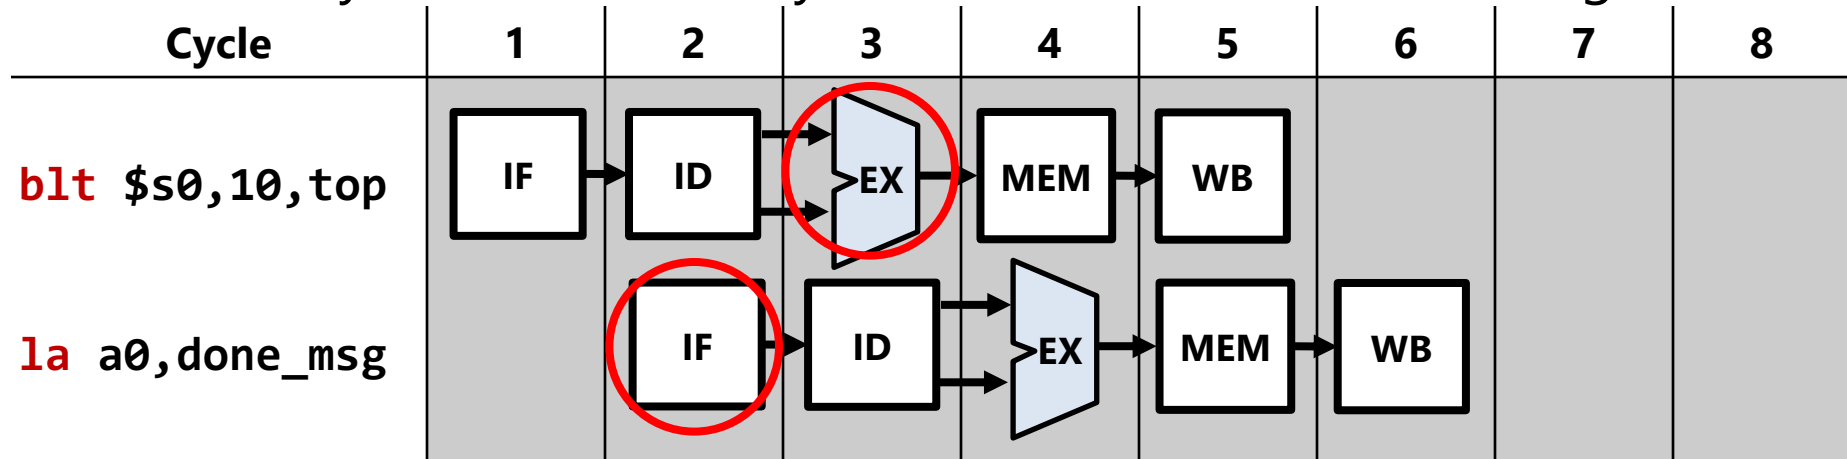 Cycle 1 2 3 4 5 6 7 8
blt $s0,10,top IF ID EX MEM WB
la a0,done_msg IF ID EX MEM WB